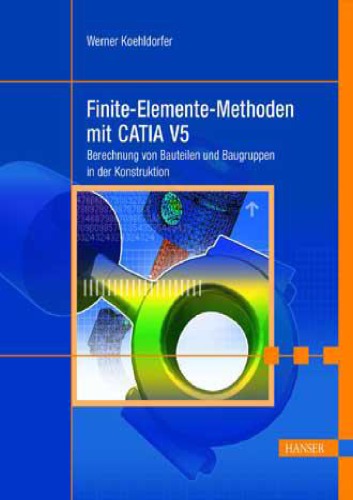 Werner Koehldorfer
Finite-Elemente-Methoden
mit CATIA V5
Berechnung von Bauteilen und Baugruppen
in der Konstruktion
HANSER